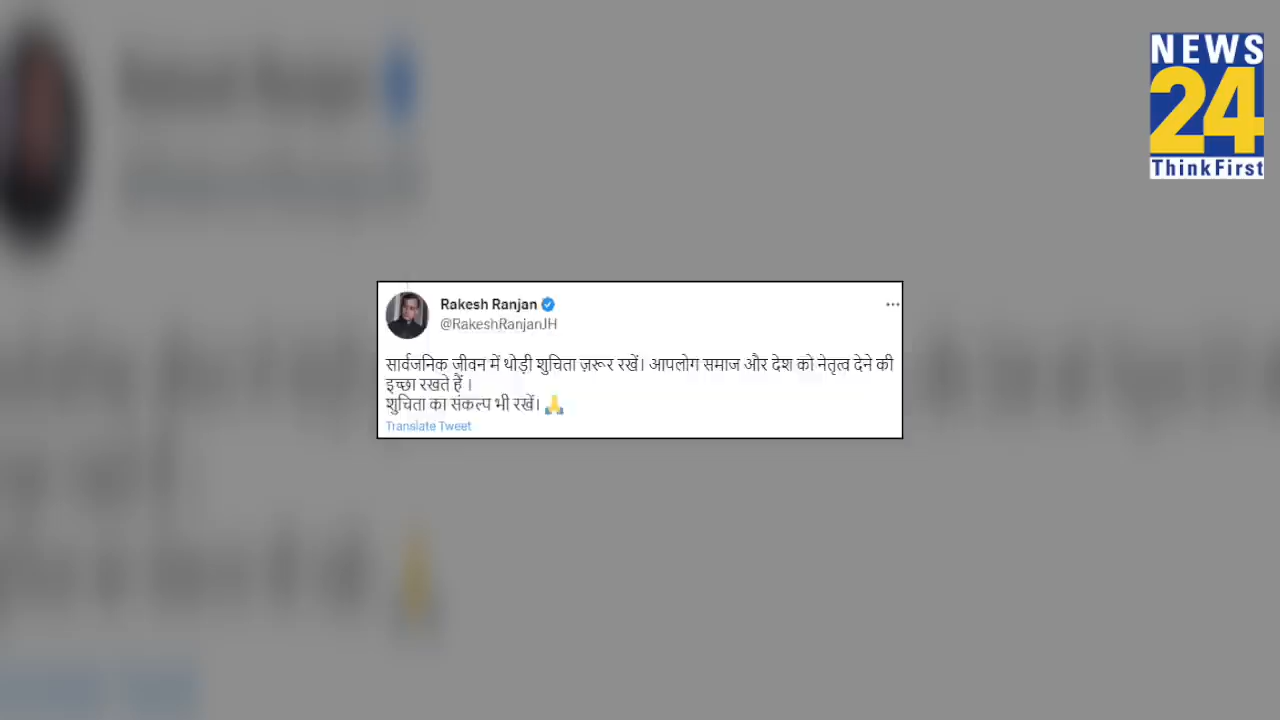 NEWS
24
ThinkFirst
Rakesh Ranjan
@RakeshRanjanJH
सार्वजनिक जीवन में थोड़ी शुचिता ज़रूर रखें। आपलोग समाज और देश को नेतृत्व देने की
इच्छा रखते हैं ।
शुचिता का संकल्प भी रखें। 🙏
Translate Tweet